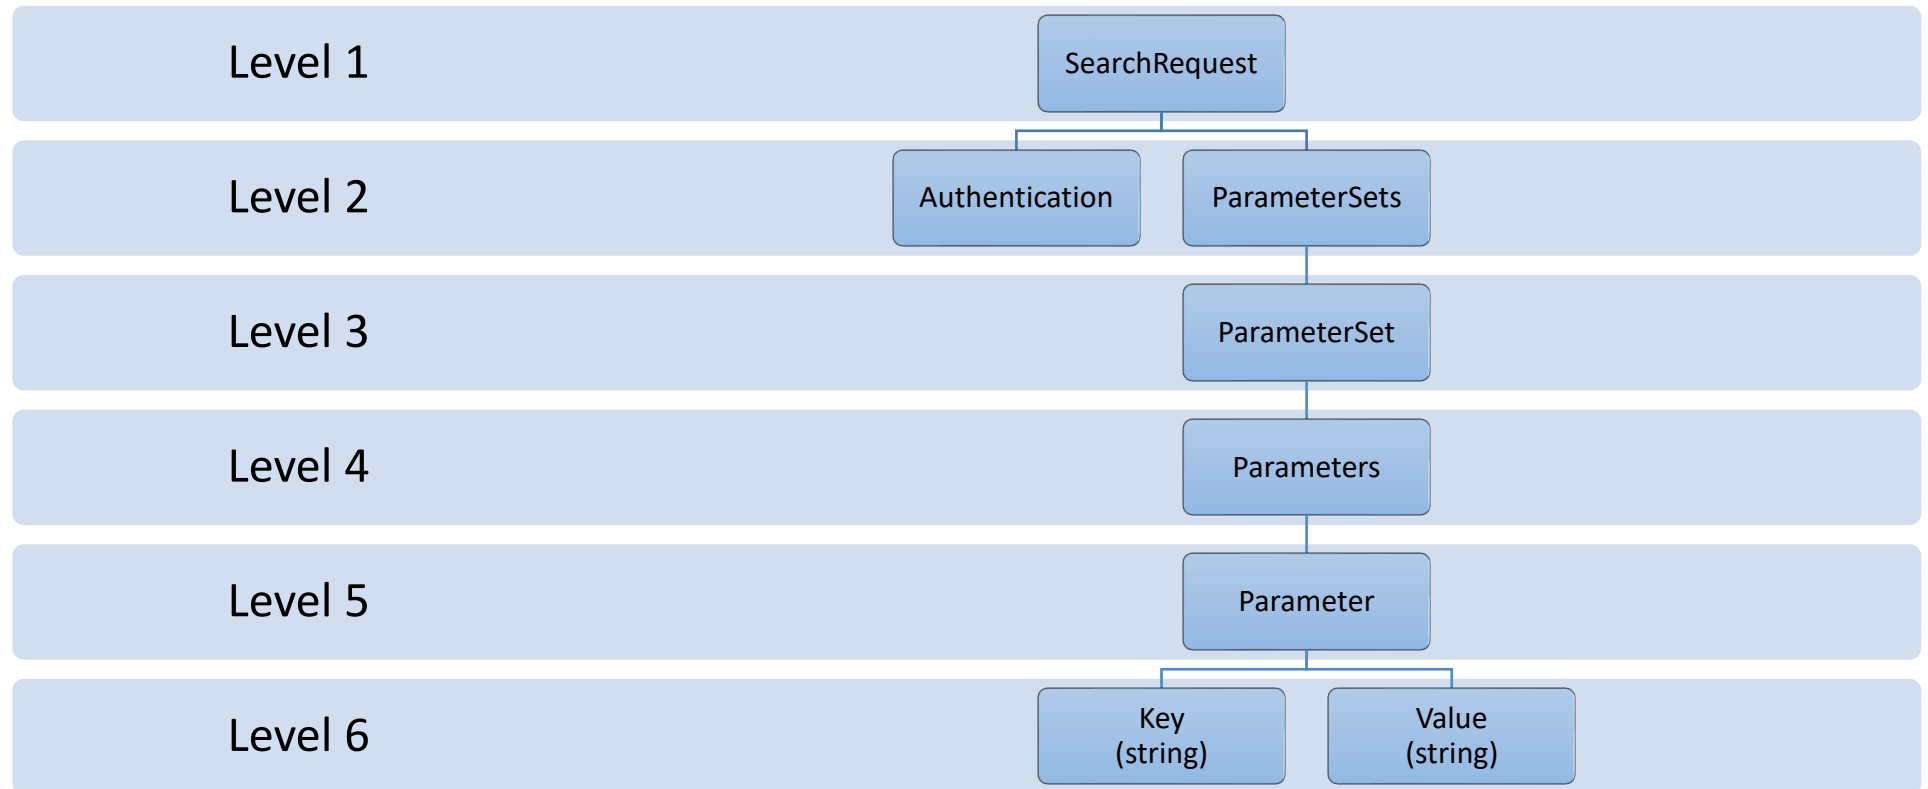 Level 1
SearchRequest
Level 2
Authentication
ParameterSets
Level 3
ParameterSet
Level 4
Parameters
Level 5
Parameter
Level 6
Key
(string)
Value
(string)